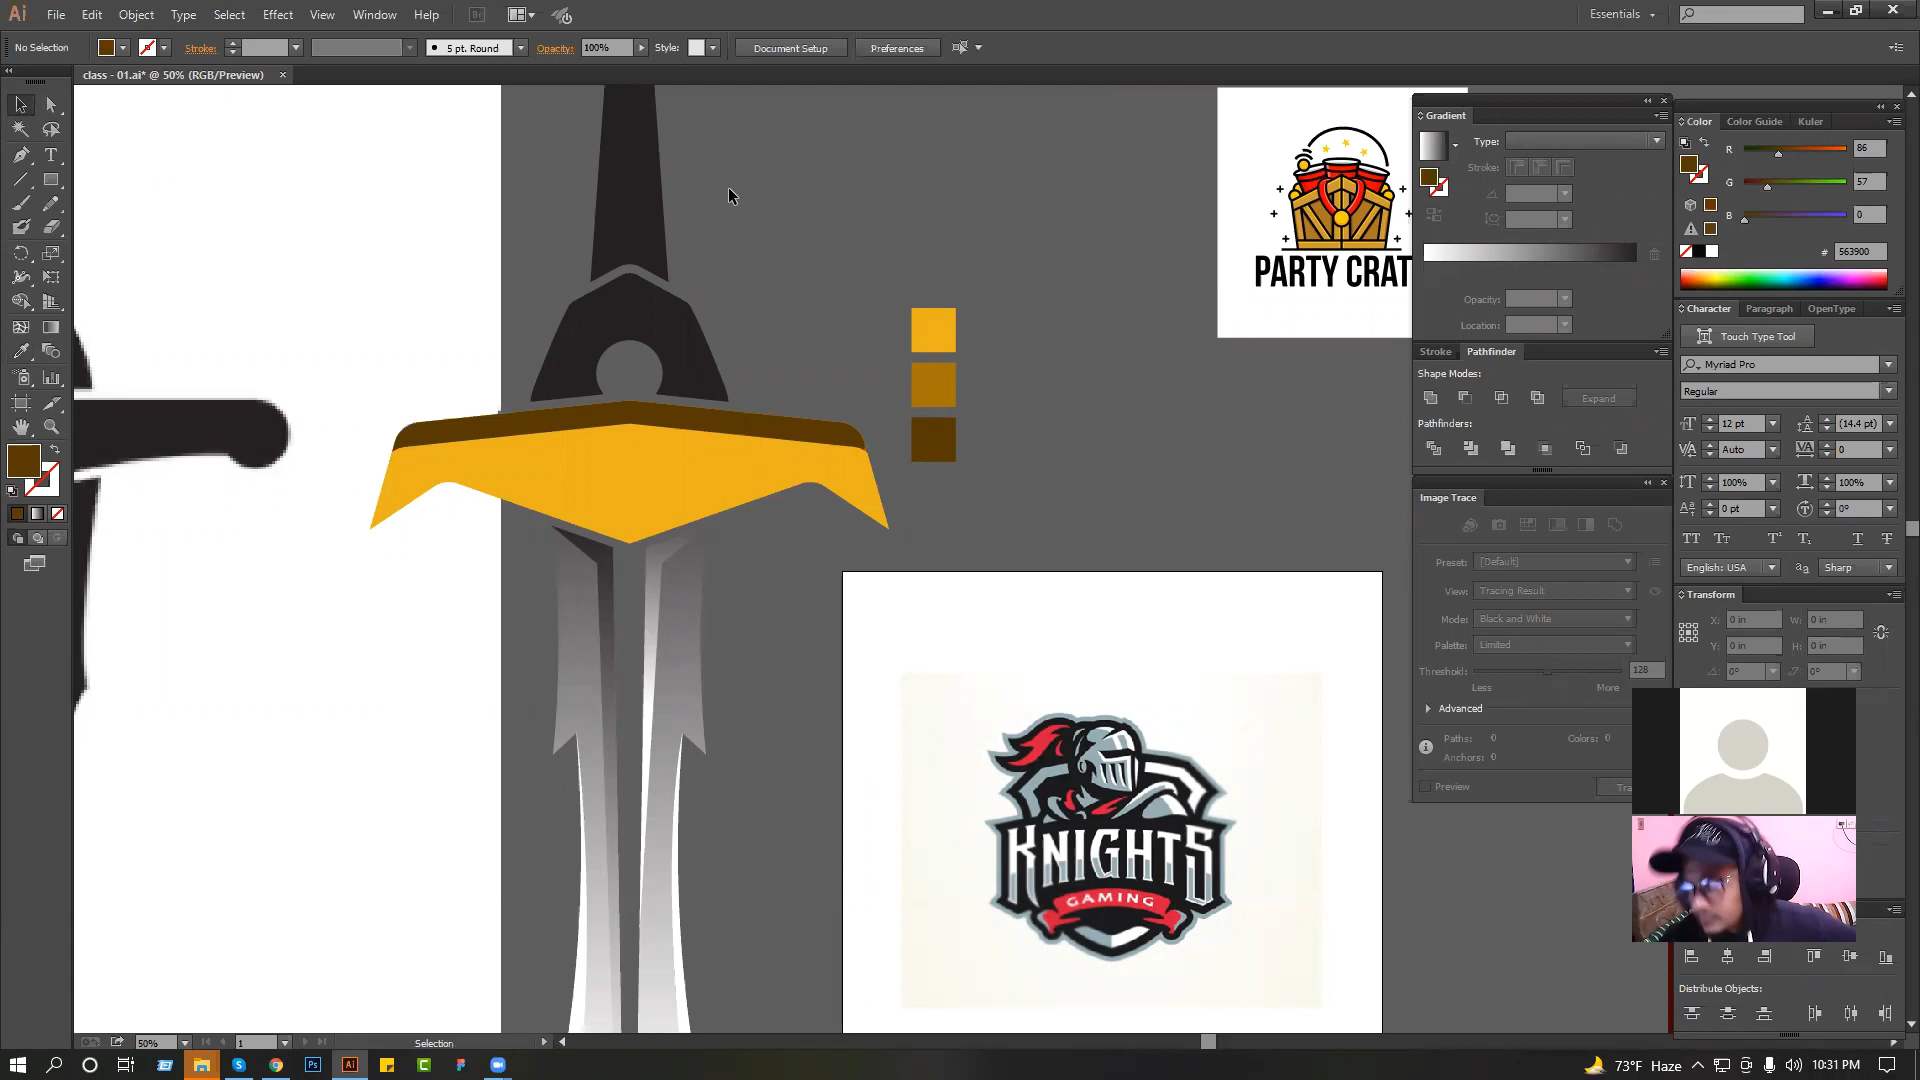 Ai File Edit Object Type Select Effect View Window Help Br Essentials
No Selection Stroke: 5 pt. Round Opacity: 100% Style: Document Setup Preferences
class - 01.ai* @ 50% (RGB/Preview)
Gradient
Type:
Stroke:
Opacity:
Location:
Stroke Pathfinder
Shape Modes:
Expand
Pathfinders:
Image Trace
Preset: [Default]
View: Tracing Result
Mode: Black and White
Palette: Limited
Threshold: 128
Less More
Advanced
Paths: 0 Colors: 0
Anchors: 0
Preview
Color Color Guide Kuler
R 86
G 57
B 0
# 563900
Character Paragraph OpenType
Touch Type Tool
Myriad Pro
Regular
12 pt (14.4 pt)
Auto 0
100% 100%
0 pt 0°
English: USA Sharp
Transform
X: 0 in W: 0 in
Y: 0 in H: 0 in
0° 0°
Distribute Objects:
PARTY CRAT
KNIGHTS
GAMING
50% 1 Selection
Ps Ai
73°F Haze 10:31 PM